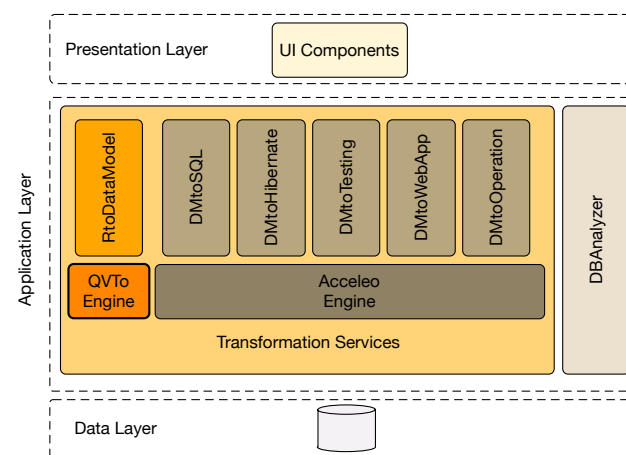 Presentation Layer
UI Components
Application Layer
RtoDataModel
DMtoSQL
DMtoHibernate
DMtoTesting
DMtoWebApp
DMtoOperation
DBAnalyzer
QVTo
Engine
Acceleo
Engine
Transformation Services
Data Layer